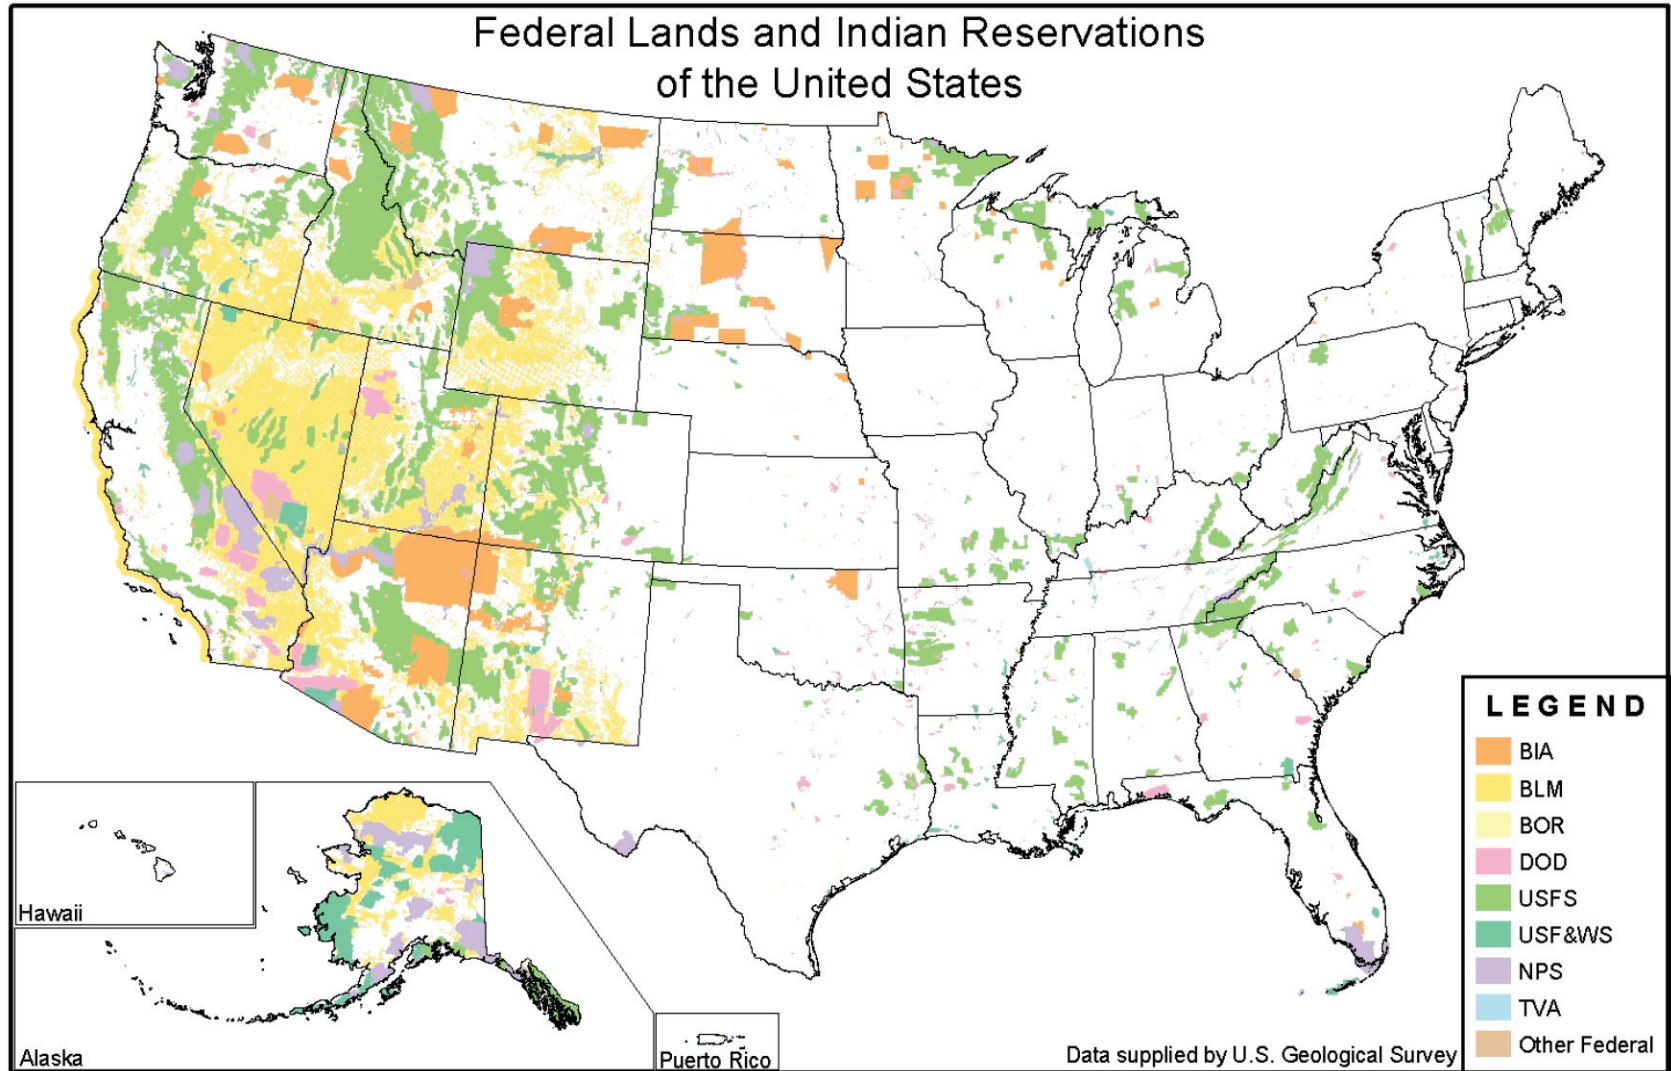 Federal Lands and Indian Reservations
of the United States
LEGEND
BIA
BLM
BOR
DOD
USFS
USF&WS
NPS
TVA
Other Federal
Hawaii
Alaska
Puerto Rico
Data supplied by U.S. Geological Survey